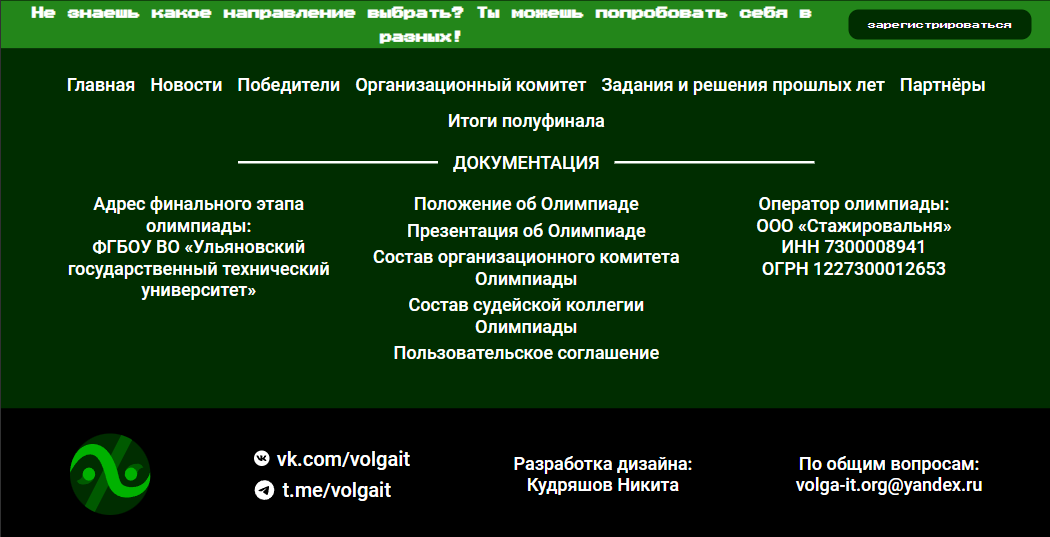 Не знаешь какое направление выбрать? Ты можешь попробовать себя в
разных!
зарегистрироваться
Главная Новости Победители Организационный комитет Задания и решения прошлых лет Партнёры
Итоги полуфинала
ДОКУМЕНТАЦИЯ
Адрес финального этапа
олимпиады:
ФГБОУ ВО «Ульяновский
государственный технический
университет»
Положение об Олимпиаде
Презентация об Олимпиаде
Состав организационного комитета
Олимпиады
Состав судейской коллегии
Олимпиады
Пользовательское соглашение
Оператор олимпиады:
ООО «Стажировальня»
ИНН 7300008941
ОГРН 1227300012653
vk.com/volgait
t.me/volgait
Разработка дизайна:
Кудряшов Никита
По общим вопросам:
volga-it.org@yandex.ru